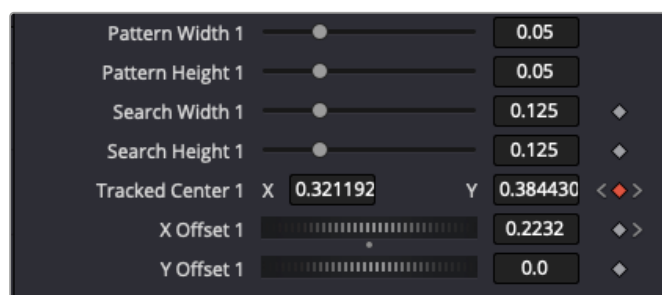 Pattern Width 1 0.05
Pattern Height 1 0.05
Search Width 1 0.125
Search Height 1 0.125
Tracked Center 1 X 0.321192 Y 0.384430
X Offset 1 0.2232
Y Offset 1 0.0